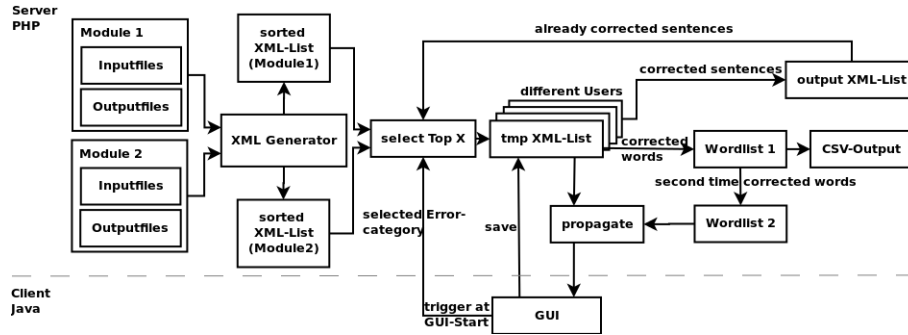 Server
PHP
Module 1
Inputfiles
Outputfiles
Module 2
Inputfiles
Outputfiles
XML Generator
sorted
XML-List
(Module1)
sorted
XML-List
(Module2)
select Top X
already corrected sentences
different Users
tmp XML-List
corrected sentences
output XML-List
corrected
words
Wordlist 1
CSV-Output
second time corrected words
Wordlist 2
propagate
selected Error-
category
save
Client
Java
trigger at
GUI-Start
GUI